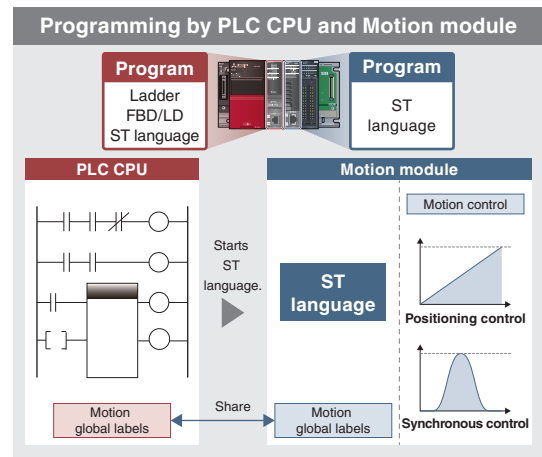 Programming by PLC CPU and Motion module
Program
Ladder
FBD/LD
ST language
Program
ST
language
PLC CPU
Motion module
Starts
ST
language.
ST
language
Motion control
Positioning control
Synchronous control
Motion
global labels
Share
Motion
global labels